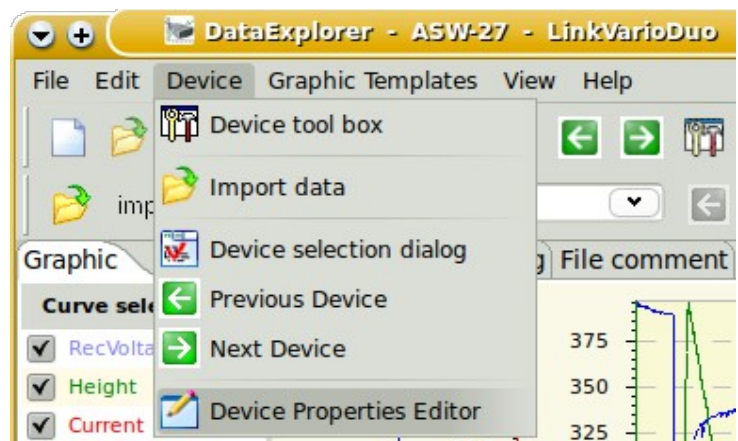 DataExplorer - ASW-27 - LinkVarioDuo
File Edit Device Graphic Templates View Help
Device tool box
Import data
Device selection dialog
Previous Device
Next Device
Device Properties Editor
Graphic
File comment
RecVolta
Height
Current
375
350
325